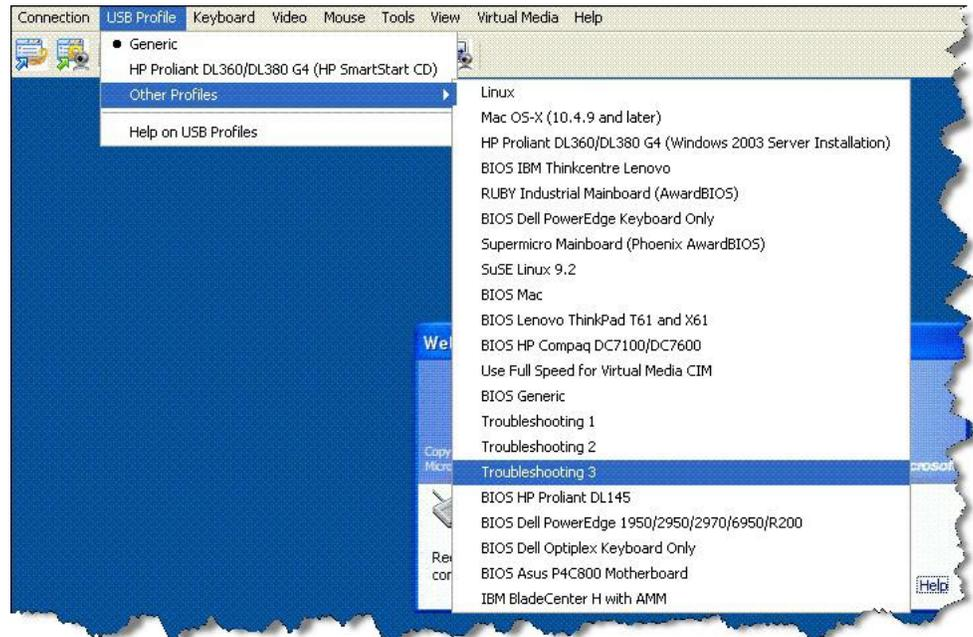 Connection USB Profile Keyboard Video Mouse Tools View Virtual Media Help
Generic
HP Proliant DL360/DL380 G4 (HP SmartStart CD)
Other Profiles
Help on USB Profiles
Linux
Mac OS-X (10.4.9 and later)
HP Proliant DL360/DL380 G4 (Windows 2003 Server Installation)
BIOS IBM Thinkcentre Lenovo
RUBY Industrial Mainboard (AwardBIOS)
BIOS Dell PowerEdge Keyboard Only
Supermicro Mainboard (Phoenix AwardBIOS)
SuSE Linux 9.2
BIOS Mac
BIOS Lenovo ThinkPad T61 and X61
BIOS HP Compaq DC7100/DC7600
Use Full Speed for Virtual Media CIM
BIOS Generic
Troubleshooting 1
Troubleshooting 2
Troubleshooting 3
BIOS HP Proliant DL145
BIOS Dell PowerEdge 1950/2950/2970/6950/R200
BIOS Dell Optiplex Keyboard Only
BIOS Asus P4C800 Motherboard
IBM BladeCenter H with AMM
Wel
Copy
Micro
crosoft
Re
cor
Help